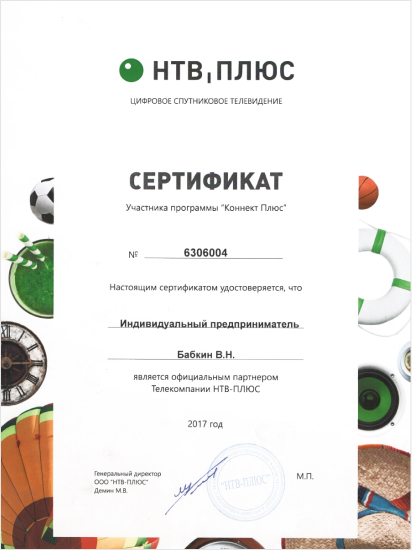 НТВ-ПЛЮС
ЦИФРОВОЕ СПУТНИКОВОЕ ТЕЛЕВИДЕНИЕ
СЕРТИФИКАТ
Участника программы "Коннект Плюс"
№ 6306004
Настоящим сертификатом удостоверяется, что
Индивидуальный предприниматель
Бабкин В.Н.
является официальным партнером
Телекомпании НТВ-ПЛЮС
2017 год
Генеральный директор
ООО "НТВ-ПЛЮС"
Демин М.В.
"НТВ-ПЛЮС"
М.П.